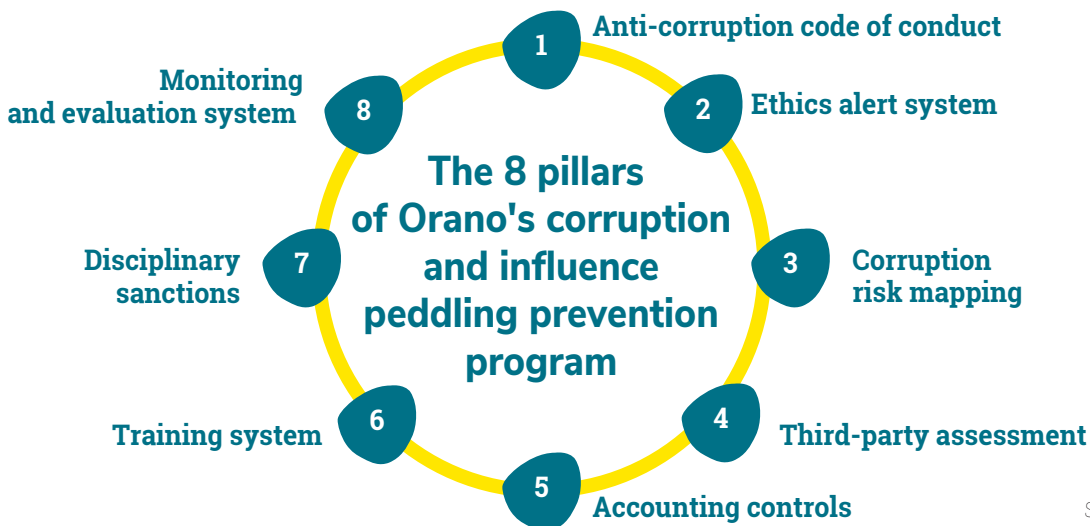 1
Anti-corruption code of conduct
2
Ethics alert system
3
Corruption
risk mapping
4
Third-party assessment
5
Accounting controls
6
Training system
7
Disciplinary
sanctions
8
Monitoring
and evaluation system
The 8 pillars
of Orano's corruption
and influence
peddling prevention
program